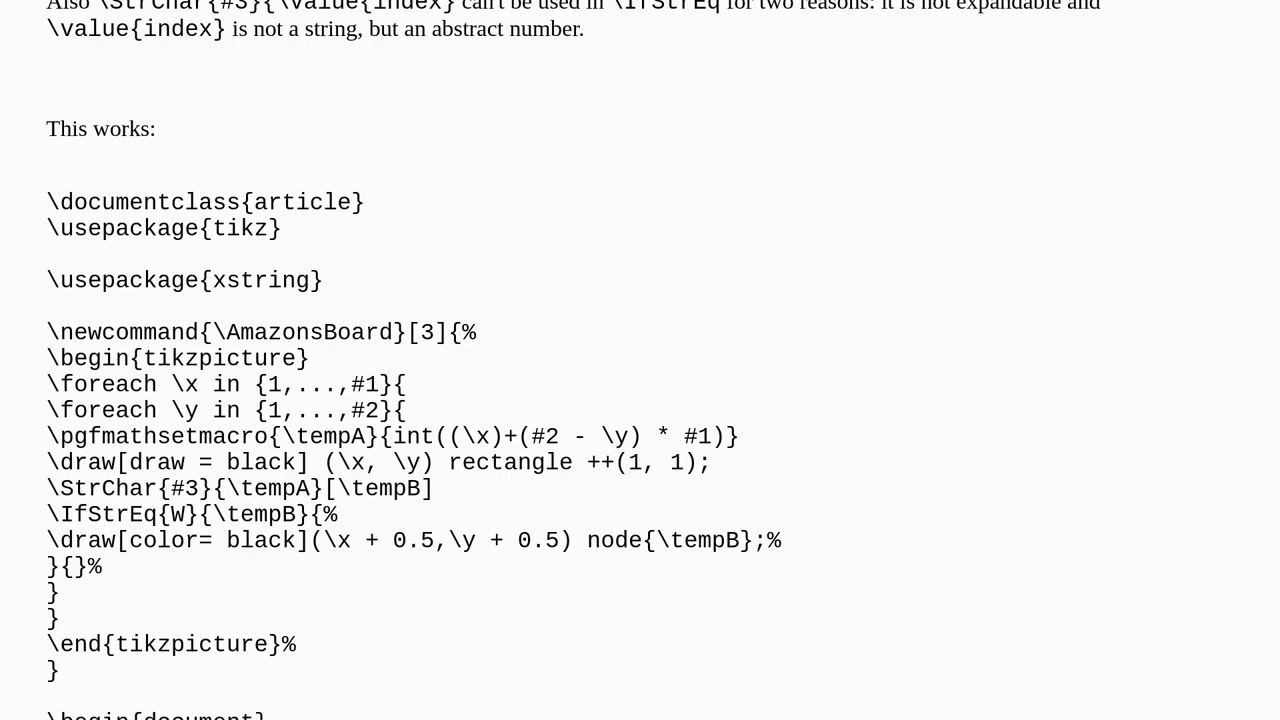 Also \StrChar{#3}{\value{index} can't be used in \IfStrEq for two reasons: it is not expandable and
\value{index} is not a string, but an abstract number.
This works:
\documentclass{article}
\usepackage{tikz}
\usepackage{xstring}
\newcommand{\AmazonsBoard}[3]{%
\begin{tikzpicture}
\foreach \x in {1,...,#1}{
\foreach \y in {1,...,#2}{
\pgfmathsetmacro{\tempA}{int((\x)+(#2 - \y) * #1)}
\draw[draw = black] (\x, \y) rectangle ++(1, 1);
\StrChar{#3}{\tempA}[\tempB]
\IfStrEq{W}{\tempB}{%
\draw[color= black](\x + 0.5,\y + 0.5) node{\tempB};%
}{}%
}
}
\end{tikzpicture}%
}
\begin{document}